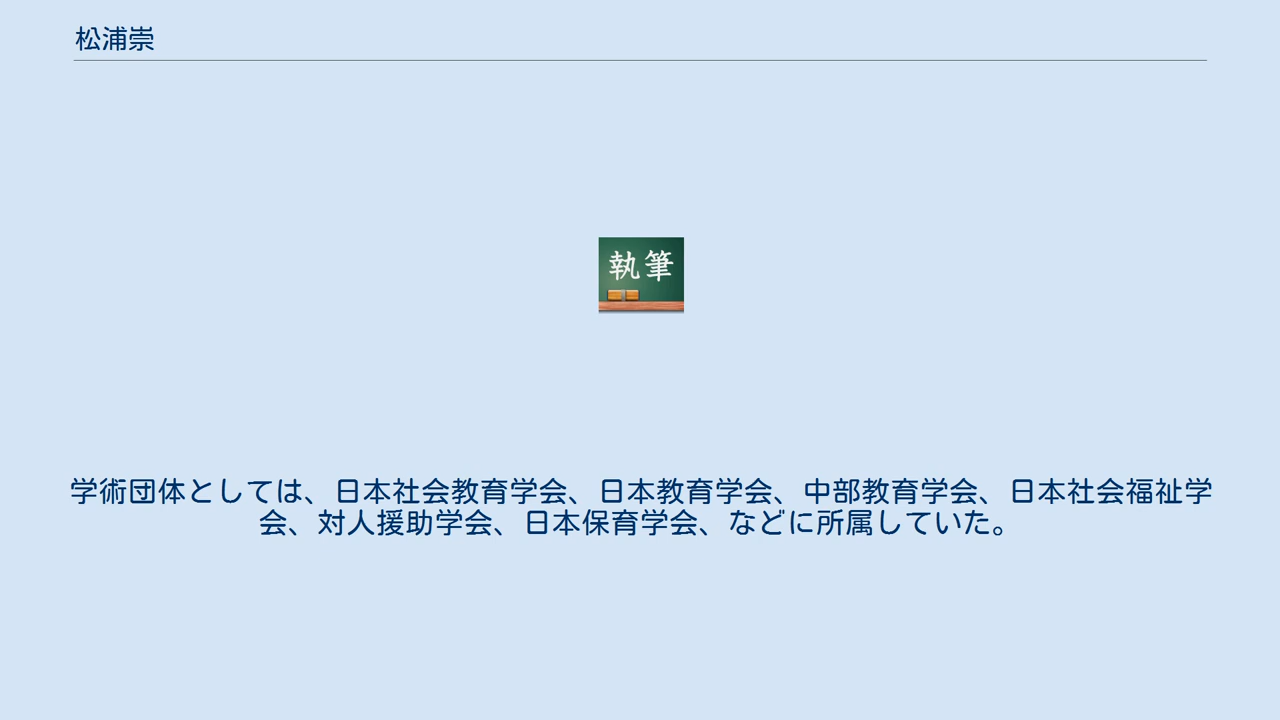 松浦崇
執筆
学術団体としては、日本社会教育学会、日本教育学会、中部教育学会、日本社会福祉学
会、対人援助学会、日本保育学会、などに所属していた。